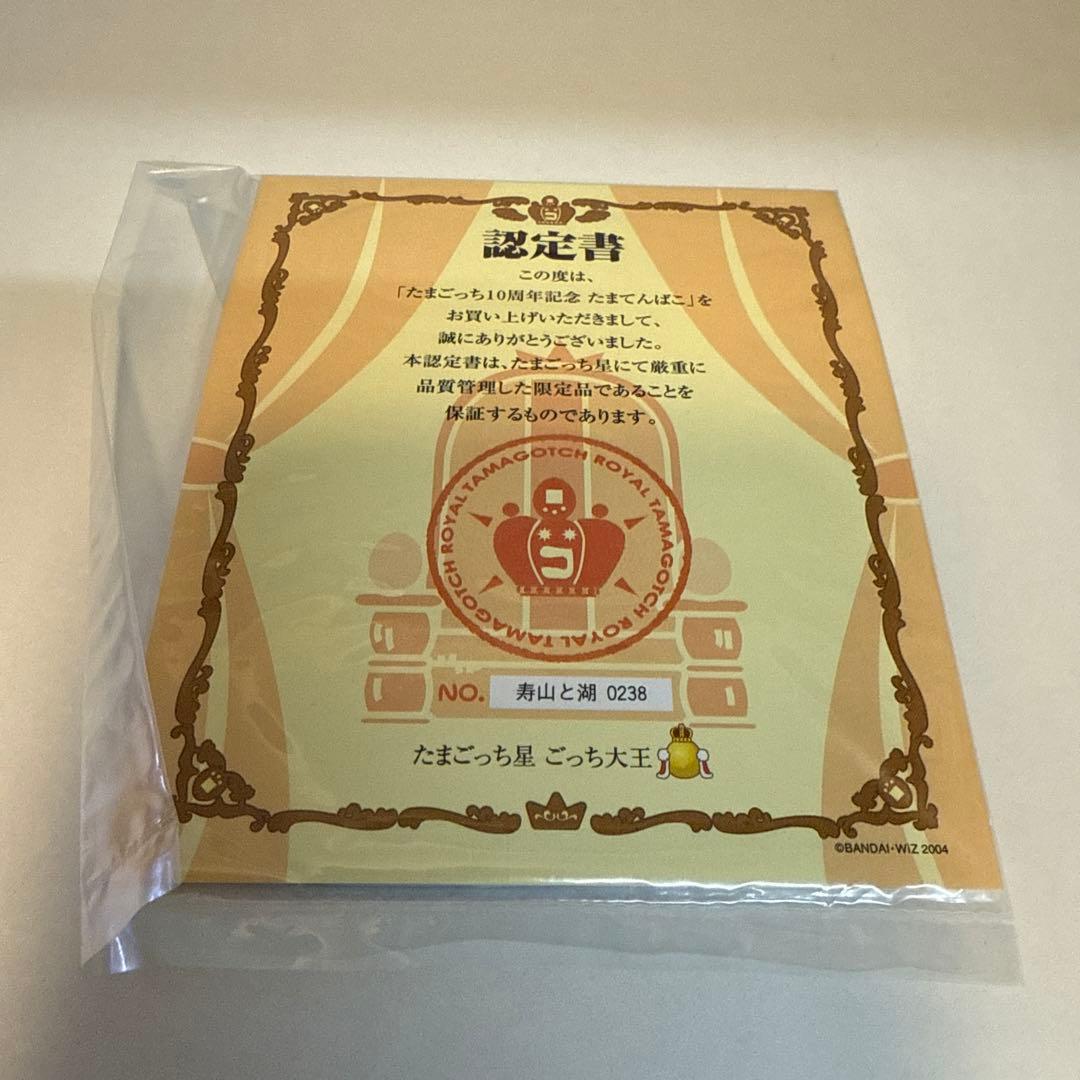 認定書
この度は、
「たまごっち10周年記念 たまてんばこ」を
お買い上げいただきまして、
誠にありがとうございました。
本認定書は、たまごっち星にて厳重に
品質管理した限定品であることを
保証するものであります。
ROYAL TAMAGOTCH ROYAL TAMAGOTCH ROYAL TAMAGOTCH
コ
NO. 寿山と湖 0238
たまごっち星 ごっち大王
©BANDAI・WiZ 2004